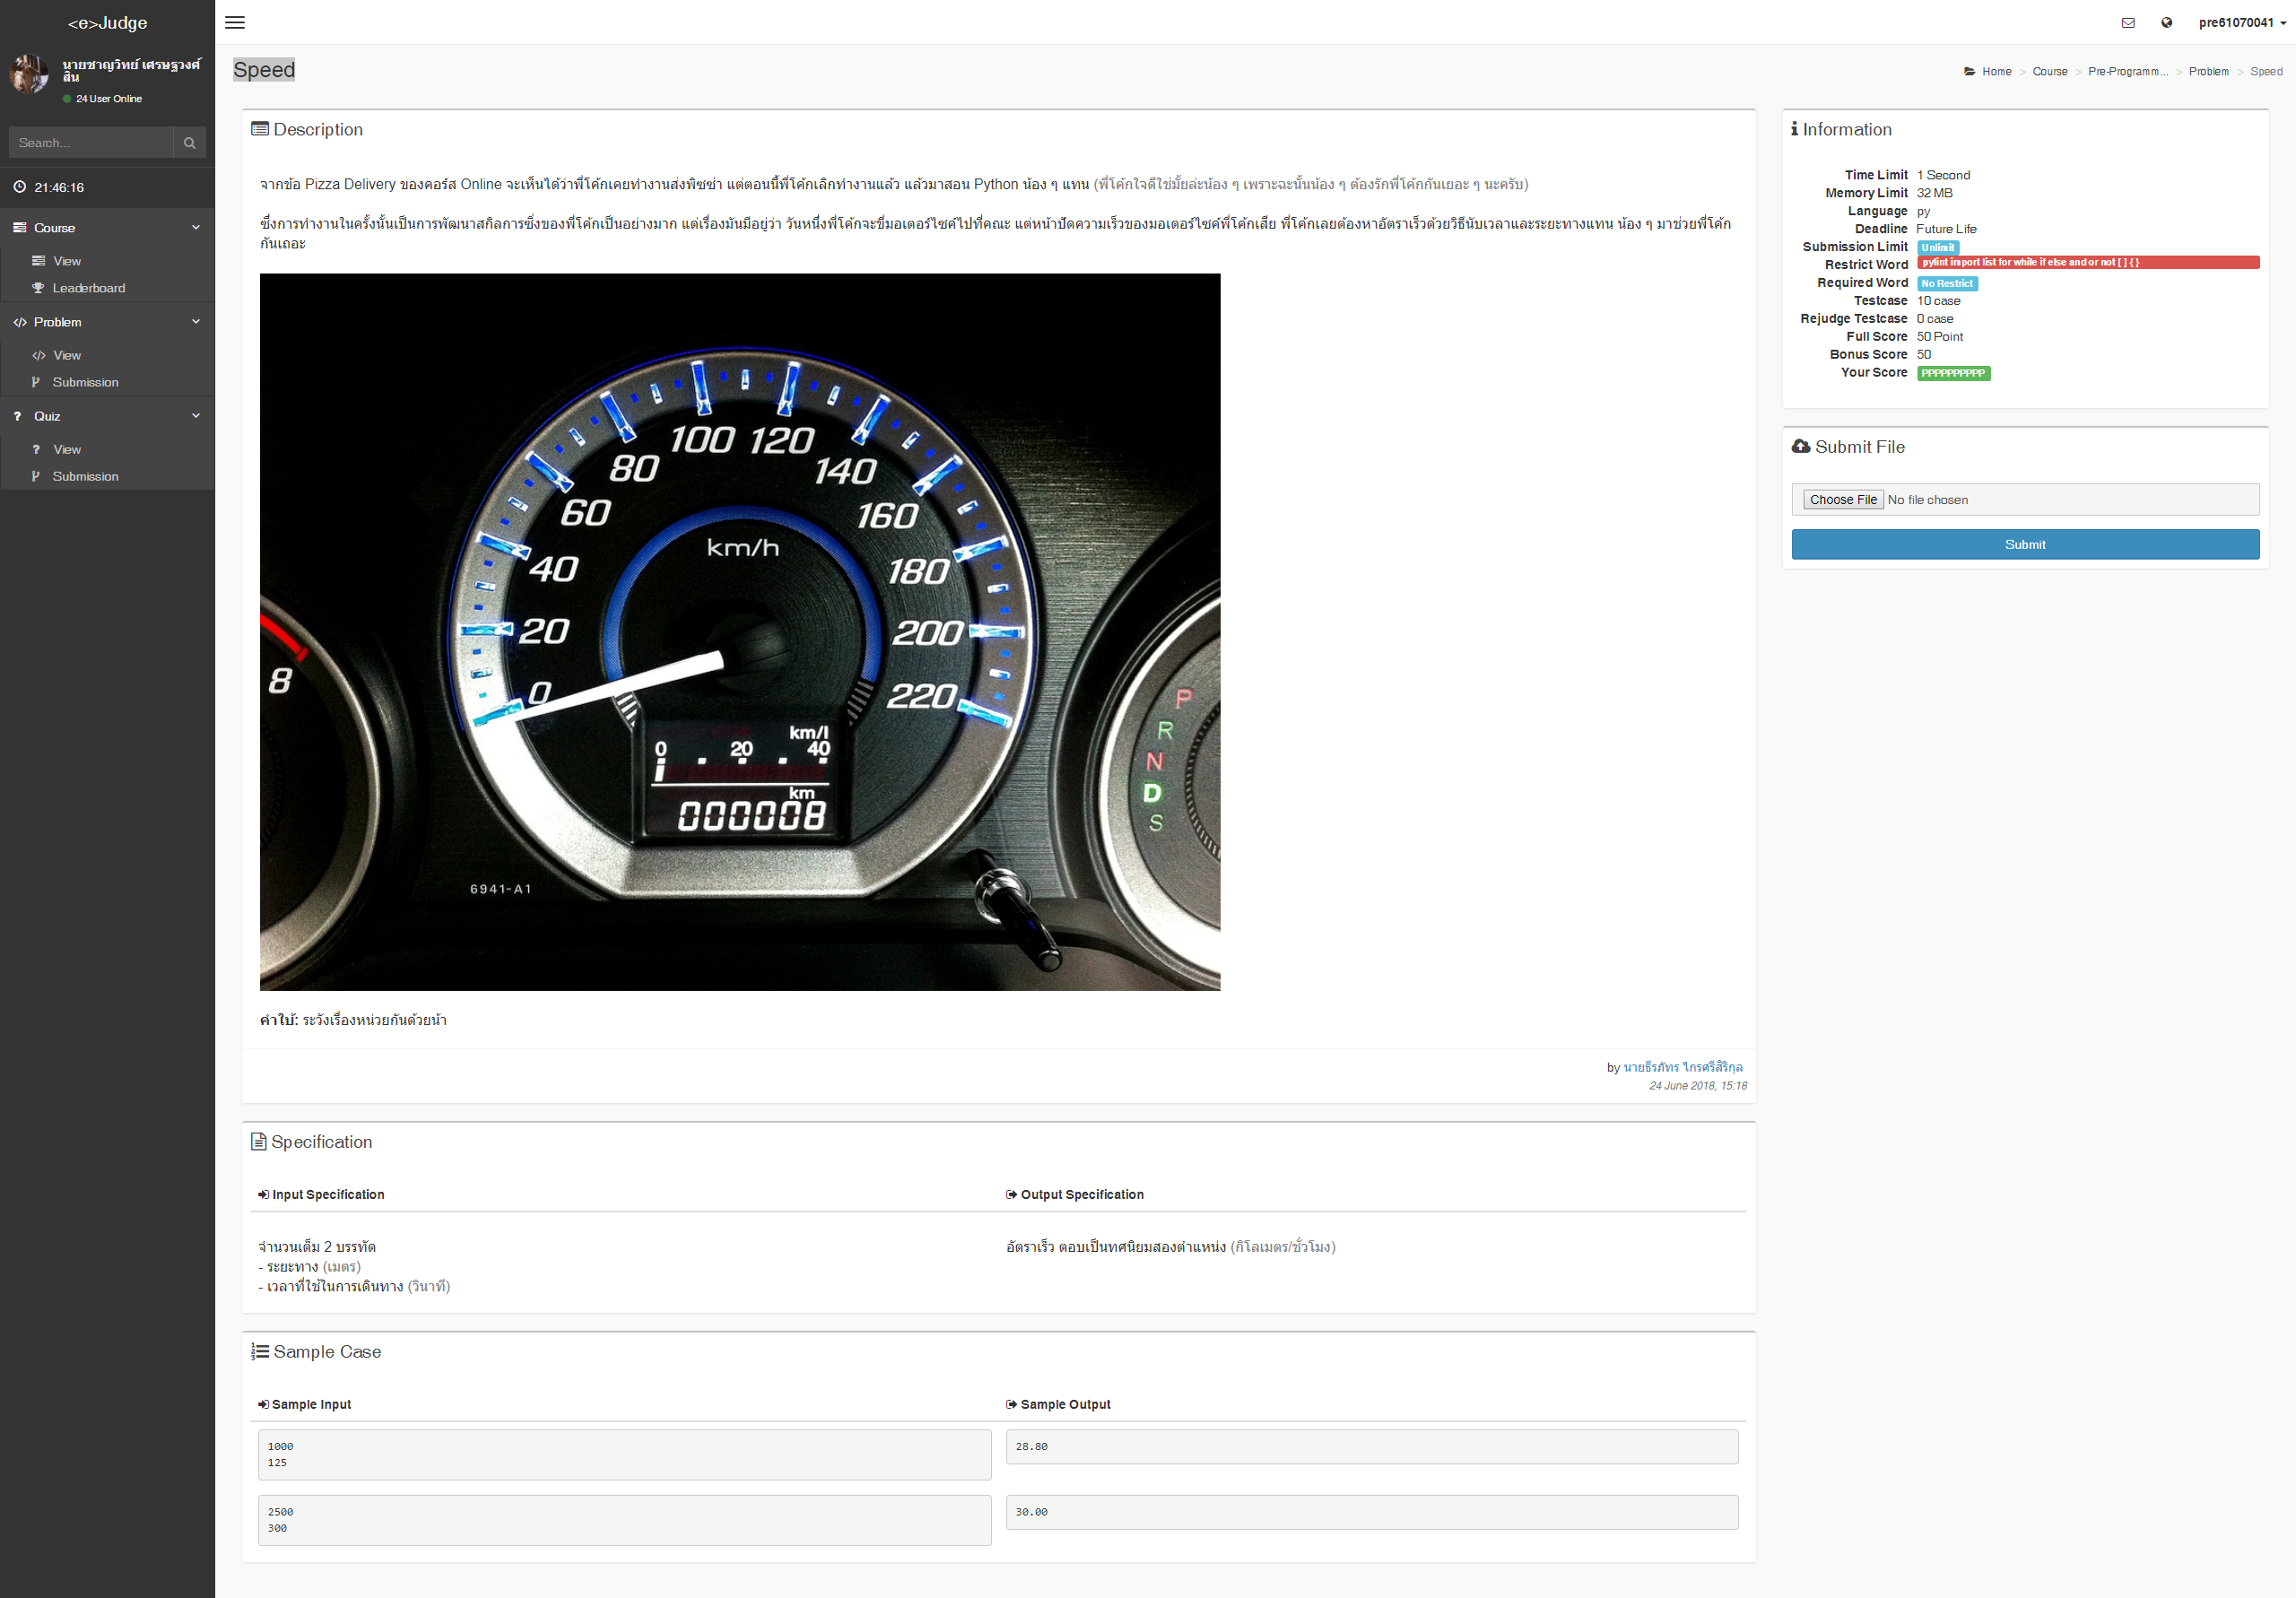 <e>Judge
pre61070041
นายชาญวิทย์ เศรษฐวงศ์
สิน
24 User Online
Search...
21:46:16
Course
View
Leaderboard
Problem
View
Submission
Quiz
View
Submission
Speed
Home > Course > Pre-Programm... > Problem > Speed
Description
จากข้อ Pizza Delivery ของคอร์ส Online จะเห็นได้ว่าพี่โค้กเคยทำงานส่งพิซซ่า แต่ตอนนี้พี่โค้กเลิกทำงานแล้ว แล้วมาสอน Python น้อง ๆ แทน (พี่โค้กใจดีใช่มั้ยล่ะน้อง ๆ เพราะฉะนั้นน้อง ๆ ต้องรักพี่โค้กกันเยอะ ๆ นะครับ)
ซึ่งการทำงานในครั้งนั้นเป็นการพัฒนาสกิลการซิ่งของพี่โค้กเป็นอย่างมาก แต่เรื่องมันมีอยู่ว่า วันหนึ่งพี่โค้กจะขี่มอเตอร์ไซค์ไปที่คณะ แต่หน้าปัดความเร็วของมอเตอร์ไซค์พี่โค้กเสีย พี่โค้กเลยต้องหาอัตราเร็วด้วยวิธีนับเวลาและระยะทางแทน น้อง ๆ มาช่วยพี่โค้ก
กันเถอะ
100 120
80 140
60 160
km/h
40 180
20 200
8
0 220
km/l
0 20 40
km
000008
P
R
N
D
S
6941-A1
คำใบ้: ระวังเรื่องหน่วยกันด้วยน้า
by นายธีรภัทร ไกรศรีสิริกุล
24 June 2018, 15:18
Specification
Input Specification
Output Specification
จำนวนเต็ม 2 บรรทัด
- ระยะทาง (เมตร)
- เวลาที่ใช้ในการเดินทาง (วินาที)
อัตราเร็ว ตอบเป็นทศนิยมสองตำแหน่ง (กิโลเมตร/ชั่วโมง)
Sample Case
Sample Input
Sample Output
1000
125
28.80
2500
300
30.00
Information
Time Limit 1 Second
Memory Limit 32 MB
Language py
Deadline Future Life
Submission Limit Unlimit
Restrict Word pylint import list for while if else and or not [ ] { }
Required Word No Restrict
Testcase 10 case
Rejudge Testcase 0 case
Full Score 50 Point
Bonus Score 50
Your Score PPPPPPPPPP
Submit File
Choose File No file chosen
Submit